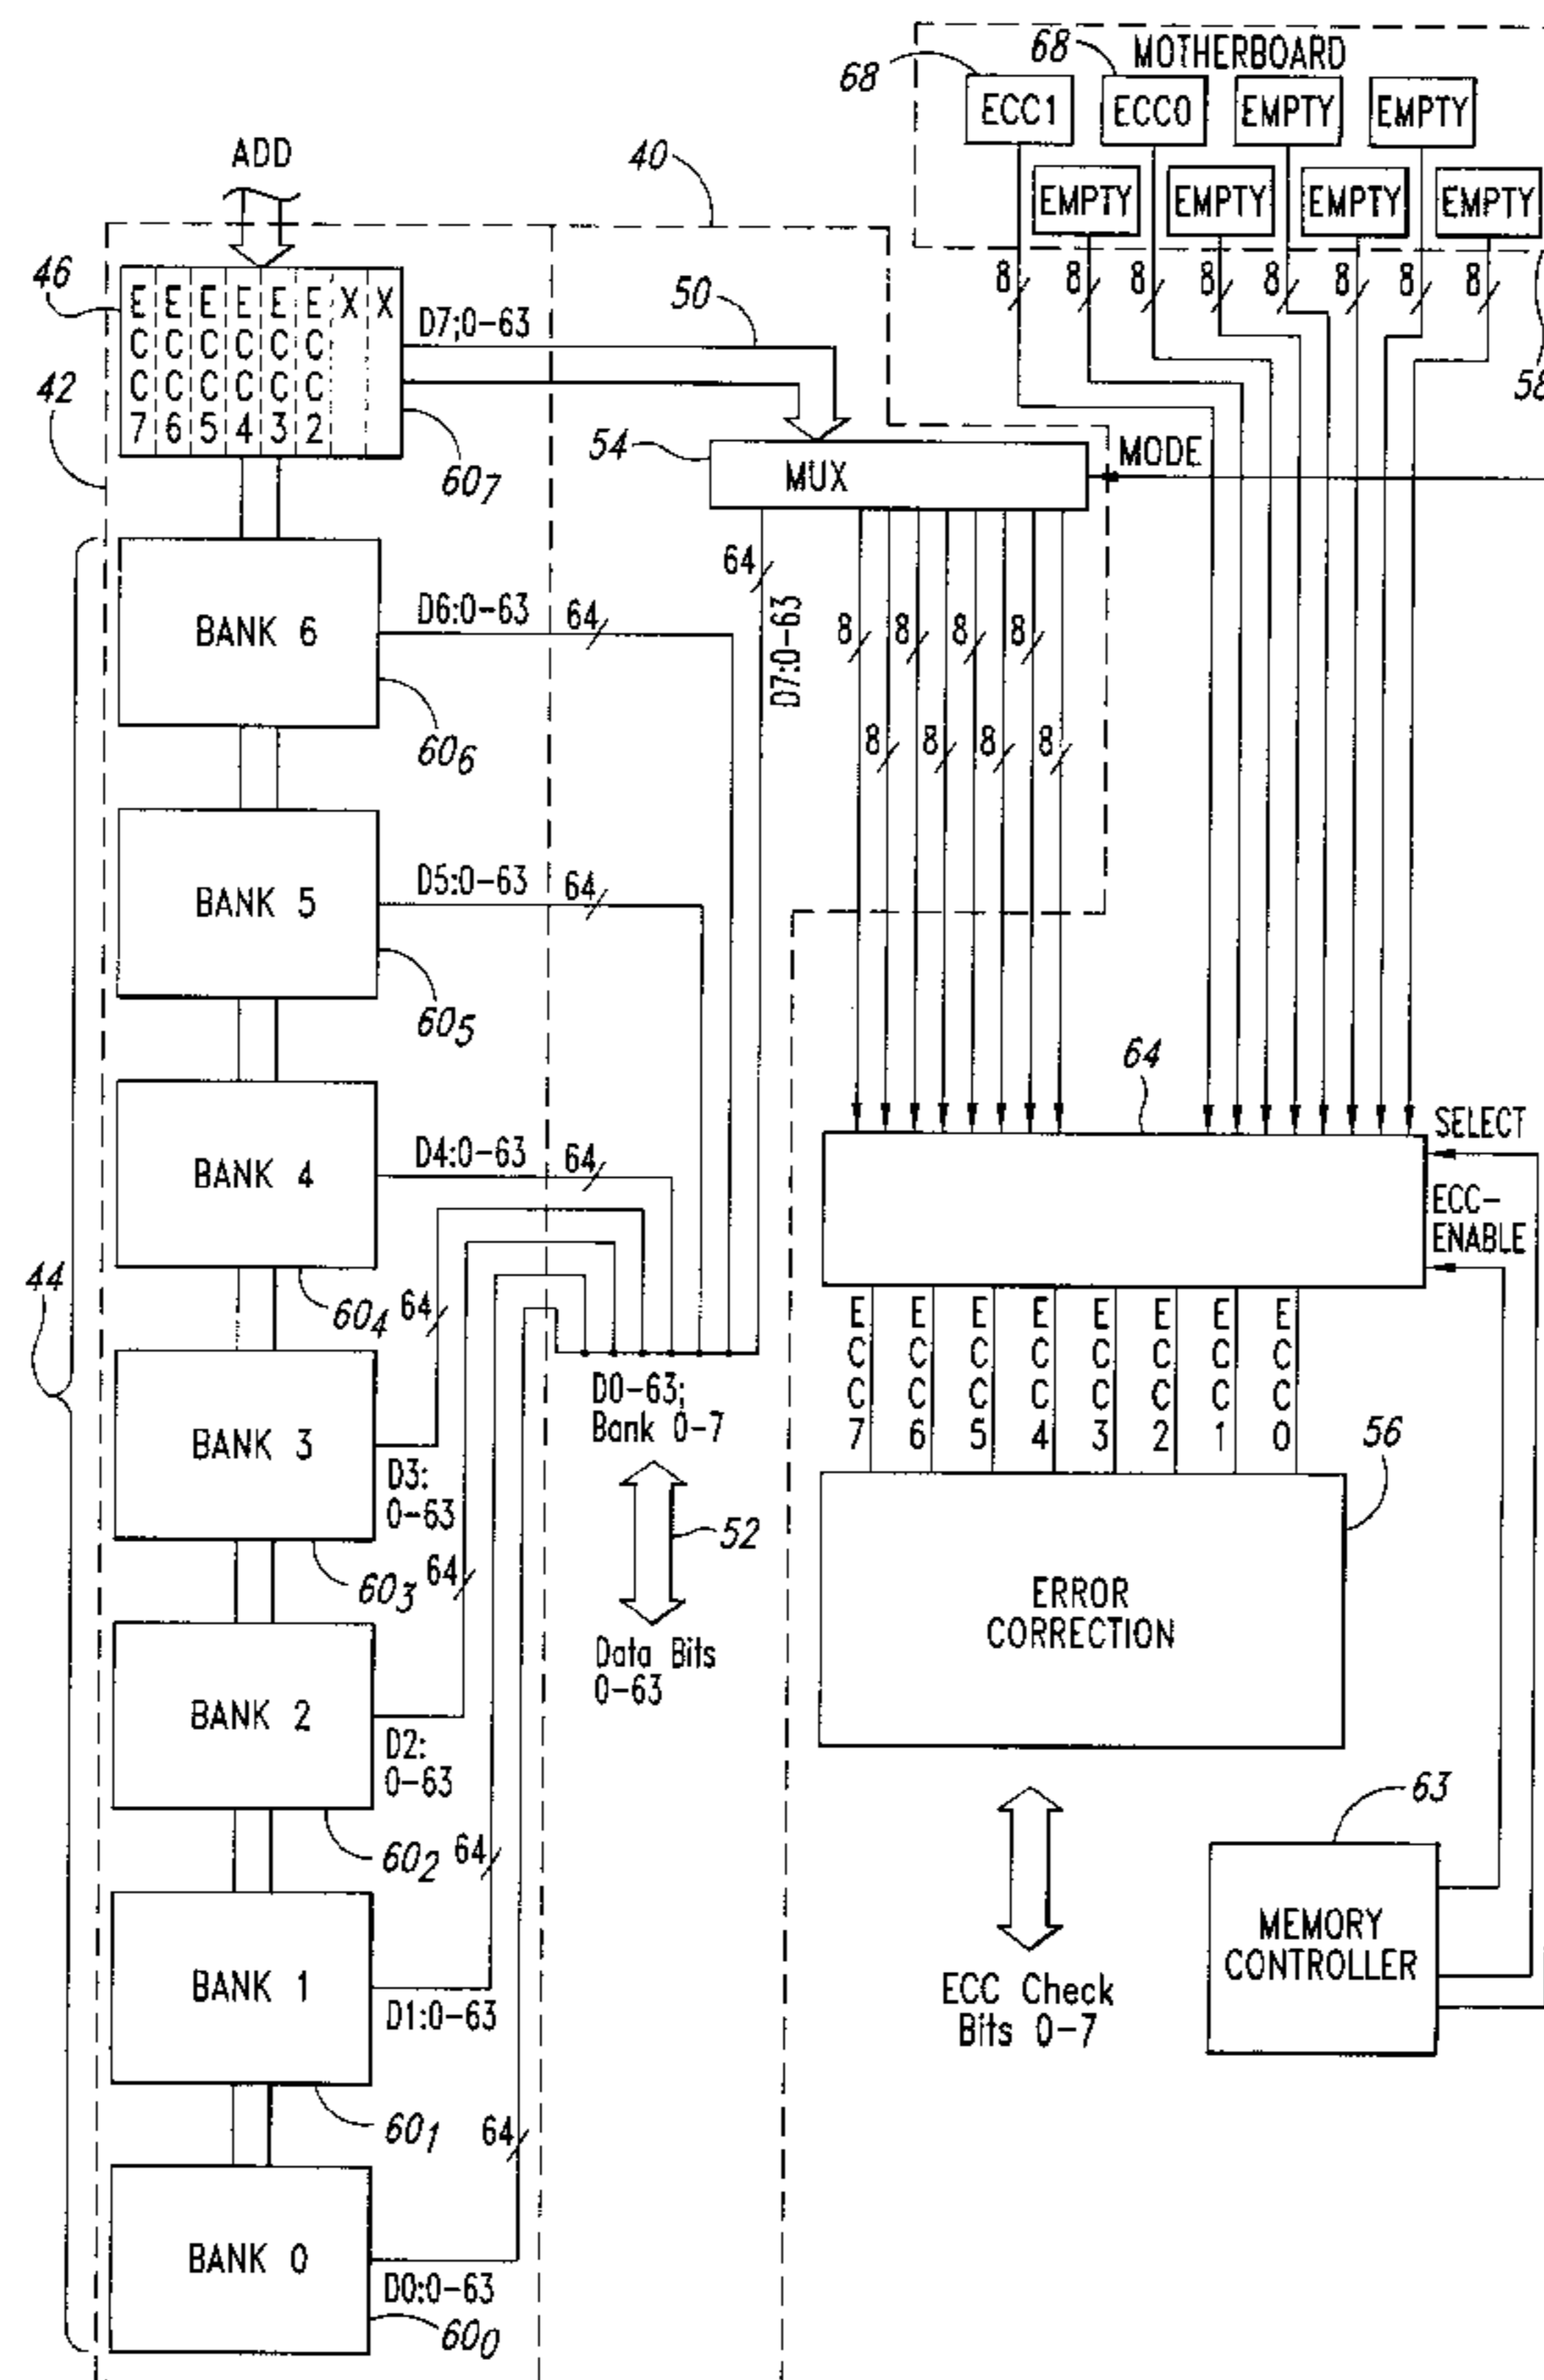 68
68
MOTHERBOARD
ECC1
ECC0
EMPTY
EMPTY
EMPTY
EMPTY
EMPTY
EMPTY
8
8
8
8
8
8
8
8
58
ADD
40
46
E E E E E E X X
C C C C C C
C C C C C C
7 6 5 4 3 2
D7;0-63
50
42
60₇
54
MUX
MODE
64
D7:0-63
8
8
8
8
8
8
8
8
BANK 6
D6:0-63
64
60₆
BANK 5
D5:0-63
64
60₅
BANK 4
D4:0-63
64
60₄
64
SELECT
ECC-
ENABLE
44
64
BANK 3
D3:
0-63
60₃
D0-63;
Bank 0-7
52
Data Bits
0-63
E E E E E E E E
C C C C C C C C
C C C C C C C C
7 6 5 4 3 2 1 0
56
ERROR
CORRECTION
64
BANK 2
D2:
0-63
60₂
64
BANK 1
D1:0-63
60₁
64
BANK 0
D0:0-63
60₀
ECC Check
Bits 0-7
63
MEMORY
CONTROLLER